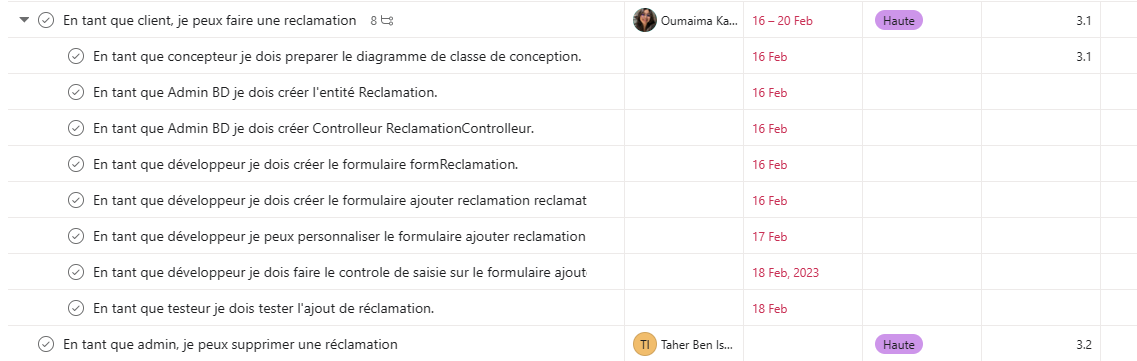 En tant que client, je peux faire une reclamation 8 Oumaima Ka... 16 – 20 Feb Haute 3.1
En tant que concepteur je dois preparer le diagramme de classe de conception. 16 Feb 3.1
En tant que Admin BD je dois créer l'entité Reclamation. 16 Feb
En tant que Admin BD je dois créer Controlleur ReclamationControlleur. 16 Feb
En tant que développeur je dois créer le formulaire formReclamation. 16 Feb
En tant que développeur je dois créer le formulaire ajouter reclamation reclamat 16 Feb
En tant que développeur je peux personnaliser le formulaire ajouter reclamation 17 Feb
En tant que développeur je dois faire le controle de saisie sur le formulaire ajout 18 Feb, 2023
En tant que testeur je dois tester l'ajout de réclamation. 18 Feb
En tant que admin, je peux supprimer une réclamation TI Taher Ben Is... Haute 3.2